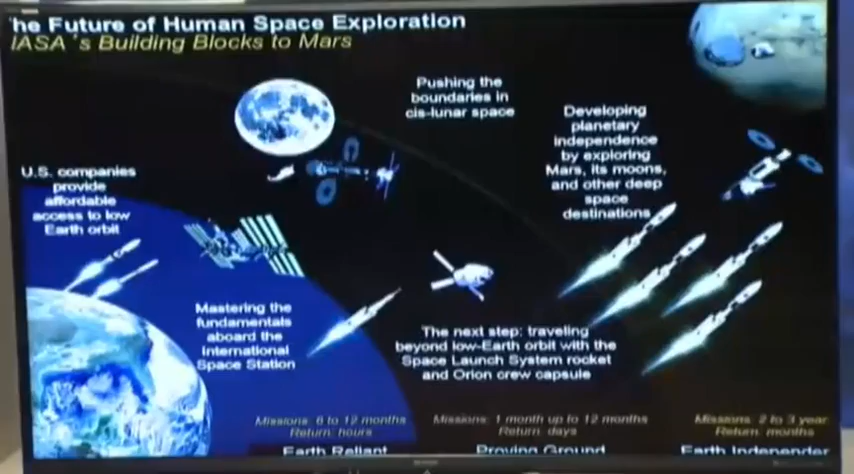 he Future of Human Space Exploration
IASA's Building Blocks to Mars
Pushing the
boundaries in
cis-lunar space
Developing
planetary
independence
by exploring
Mars, its moons,
and other deep
space
destinations
U.S. companies
provide
affordable
access to low
Earth orbit
Mastering the
fundamentals
aboard the
International
Space Station
The next step: traveling
beyond low-Earth orbit with the
Space Launch System rocket
and Orion crew capsule
Missions: 6 to 12 months
Return: hours
Earth Reliant
Missions: 1 month up to 12 months
Return: days
Proving Ground
Missions: 2 to 3 year
Return: months
Earth Independen